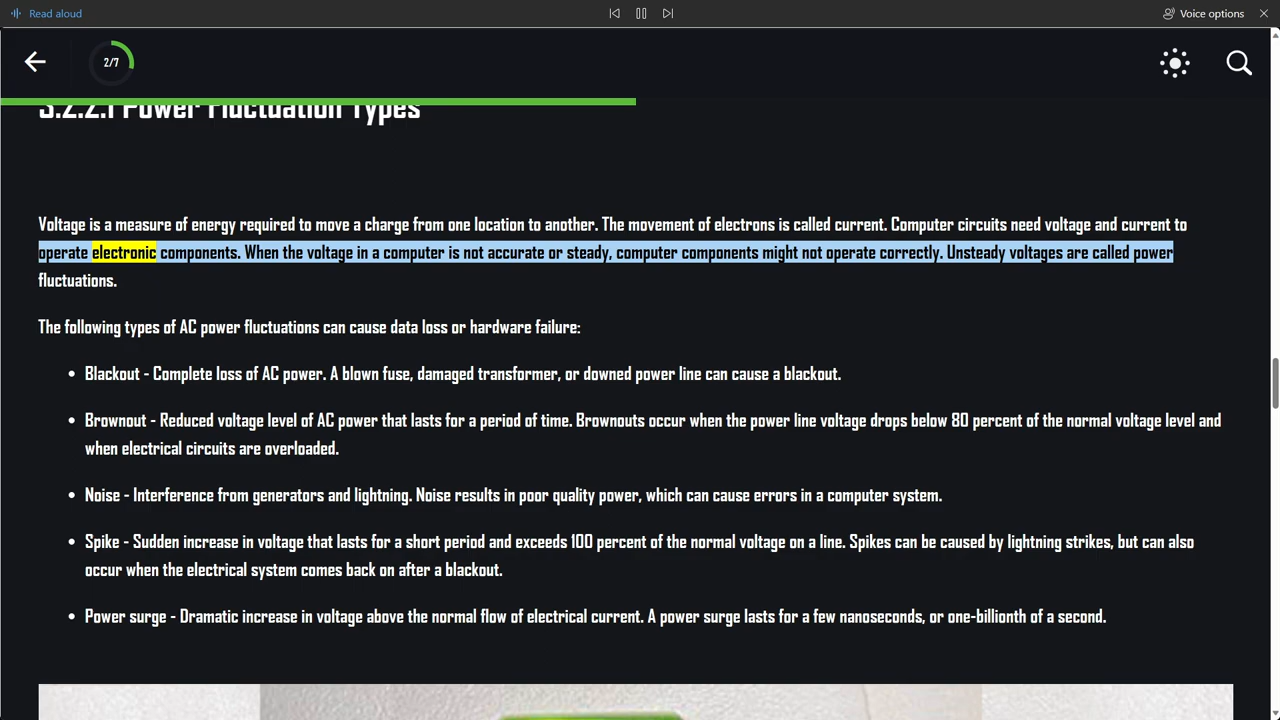 Read aloud
Voice options
2/7
3.2.2.1 Power Fluctuation Types
Voltage is a measure of energy required to move a charge from one location to another. The movement of electrons is called current. Computer circuits need voltage and current to
operate electronic components. When the voltage in a computer is not accurate or steady, computer components might not operate correctly. Unsteady voltages are called power
fluctuations.
The following types of AC power fluctuations can cause data loss or hardware failure:
• Blackout - Complete loss of AC power. A blown fuse, damaged transformer, or downed power line can cause a blackout.
• Brownout - Reduced voltage level of AC power that lasts for a period of time. Brownouts occur when the power line voltage drops below 80 percent of the normal voltage level and
when electrical circuits are overloaded.
• Noise - Interference from generators and lightning. Noise results in poor quality power, which can cause errors in a computer system.
• Spike - Sudden increase in voltage that lasts for a short period and exceeds 100 percent of the normal voltage on a line. Spikes can be caused by lightning strikes, but can also
occur when the electrical system comes back on after a blackout.
• Power surge - Dramatic increase in voltage above the normal flow of electrical current. A power surge lasts for a few nanoseconds, or one-billionth of a second.